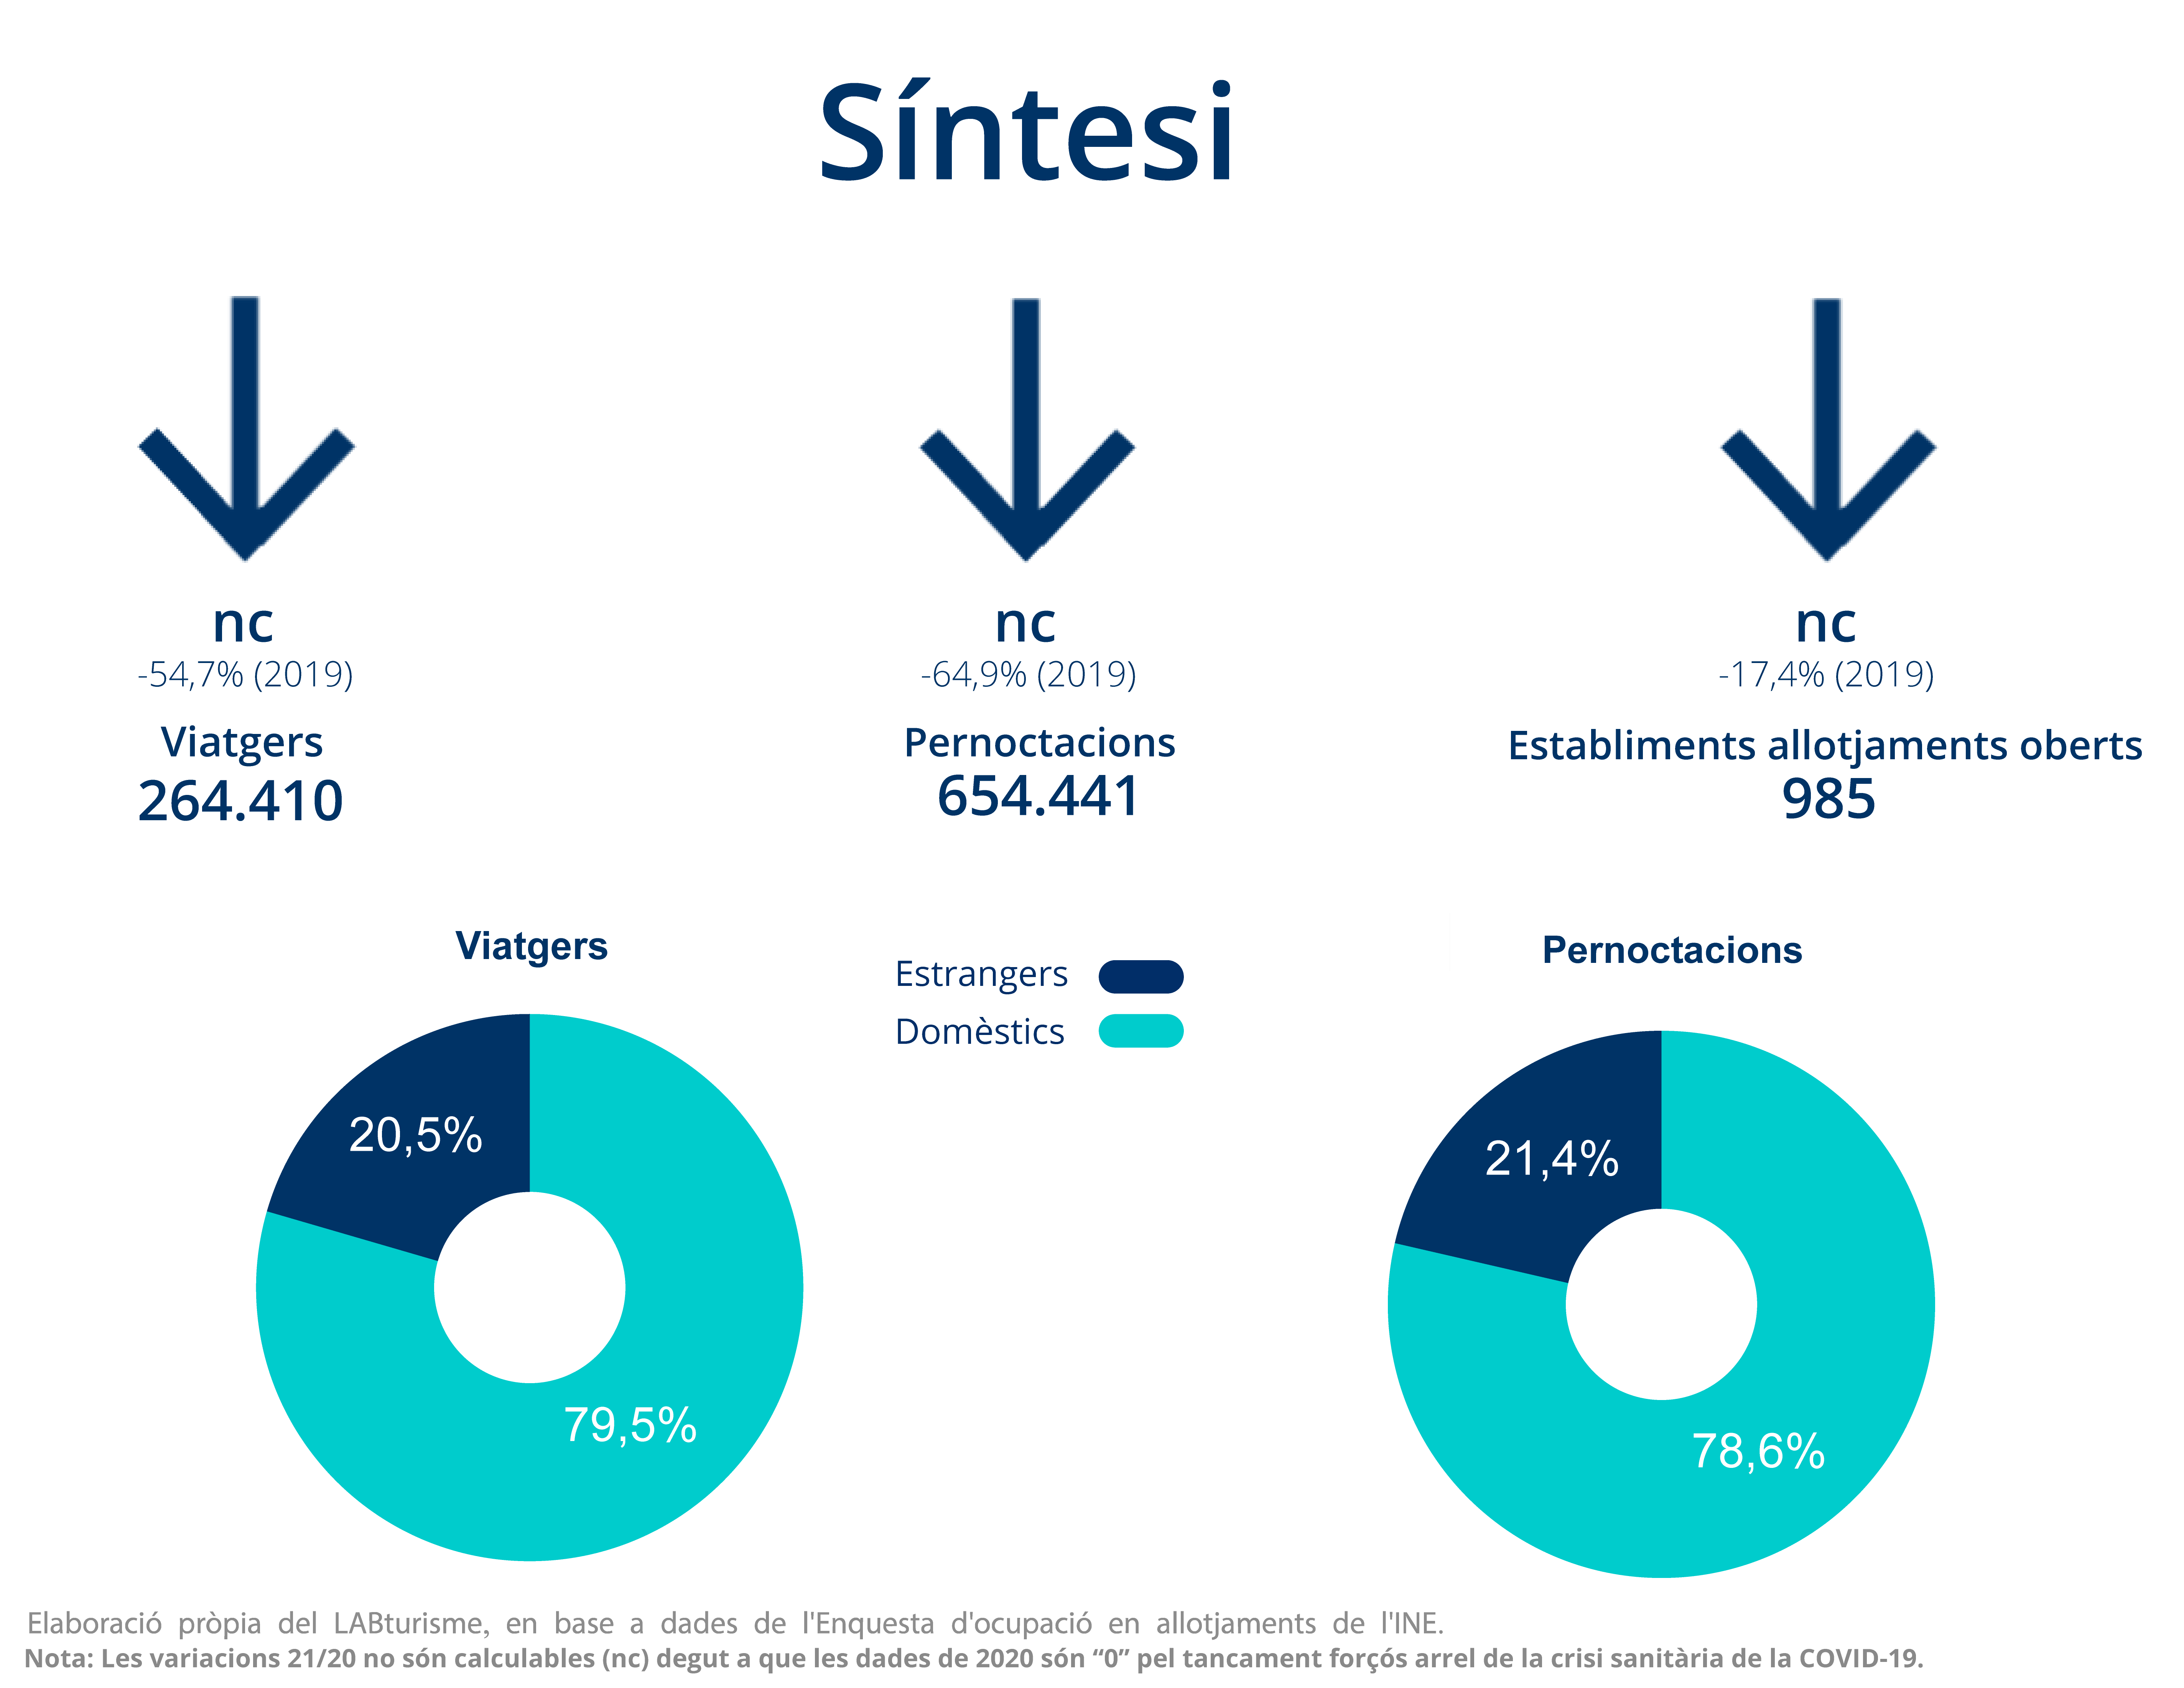 Síntesi
nc
-54,7% (2019)
Viatgers
264.410
nc
-64,9% (2019)
Pernoctacions
654.441
nc
-17,4% (2019)
Establiments allotjaments oberts
985
Viatgers
20,5%
79,5%
Estrangers
Domèstics
Pernoctacions
21,4%
78,6%
Elaboració pròpia del LABturisme, en base a dades de l'Enquesta d'ocupació en allotjaments de l'INE.
Nota: Les variacions 21/20 no són calculables (nc) degut a que les dades de 2020 són “0” pel tancament forçós arrel de la crisi sanitària de la COVID-19.